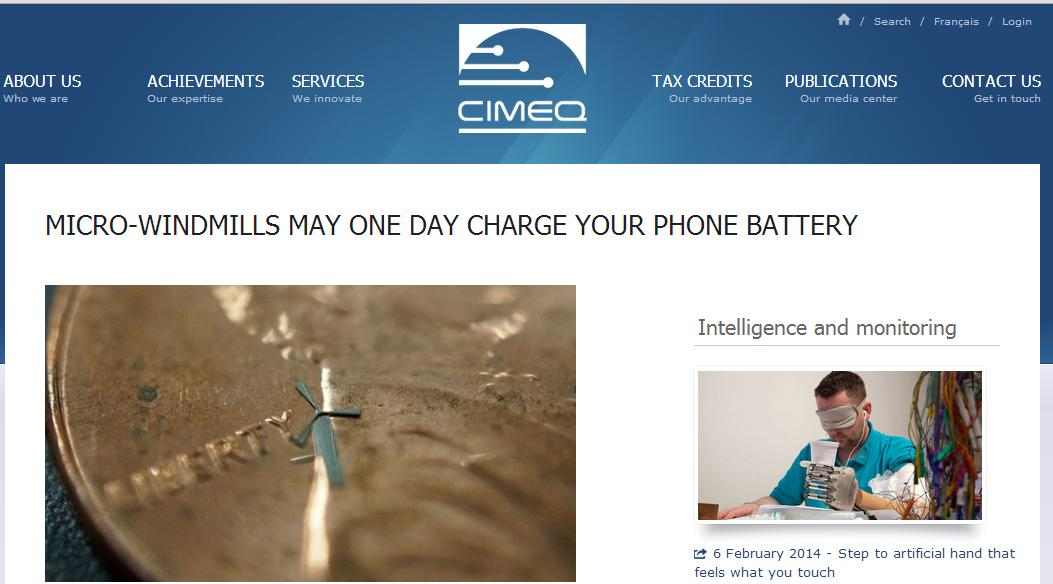 / Search / Français / Login
ABOUT US
Who we are
ACHIEVEMENTS
Our expertise
SERVICES
We innovate
CIMEQ
TAX CREDITS
Our advantage
PUBLICATIONS
Our media center
CONTACT US
Get in touch
MICRO-WINDMILLS MAY ONE DAY CHARGE YOUR PHONE BATTERY
LIBERTY
Intelligence and monitoring
6 February 2014 - Step to artificial hand that
feels what you touch